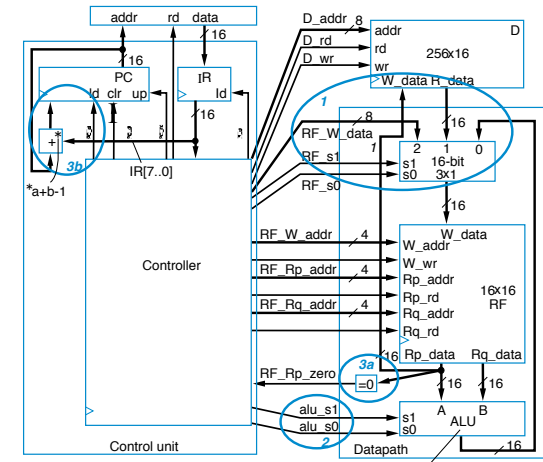 addr rd data
16
16
PC
ld clr up
IR
ld
16
+
*
3b
IR[7..0]
*a+b-1
Controller
Control unit
D_addr 8
D_rd
D_wr
addr
rd
wr
D
256x16
W_data R_data
1
8
RF_W_data
1
16
16
2 1 0
RF_s1
RF_s0
s1
s0
16-bit
3x1
16
RF_W_addr 4
RF_Rp_addr 4
RF_Rq_addr 4
W_data
W_addr
W_wr
Rp_addr
Rp_rd
Rq_addr
Rq_rd
16x16
RF
Rp_data Rq_data
16
3a
RF_Rp_zero
=0
16
16
alu_s1
alu_s0
2
s1
s0
A B
ALU
16
Datapath